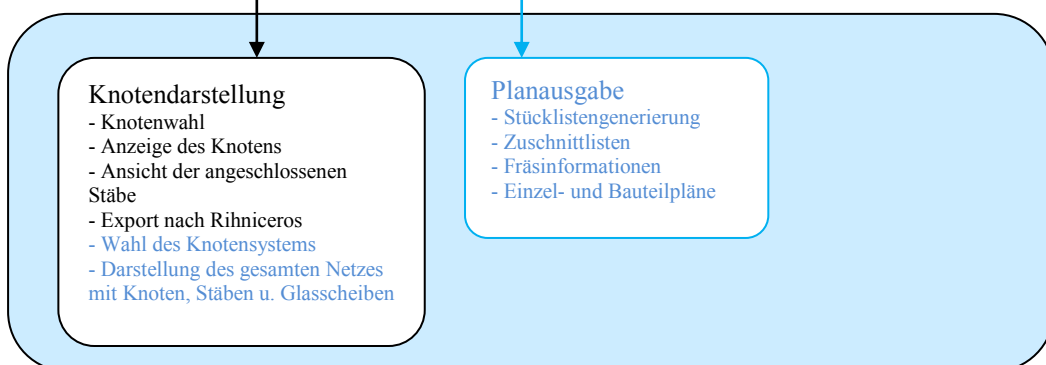 Knotendarstellung
- Knotenwahl
- Anzeige des Knotens
- Ansicht der angeschlossenen
Stäbe
- Export nach Rihniceros
- Wahl des Knotensystems
- Darstellung des gesamten Netzes
mit Knoten, Stäben u. Glasscheiben
Planausgabe
- Stücklistengenerierung
- Zuschnittlisten
- Fräsinformationen
- Einzel- und Bauteilpläne